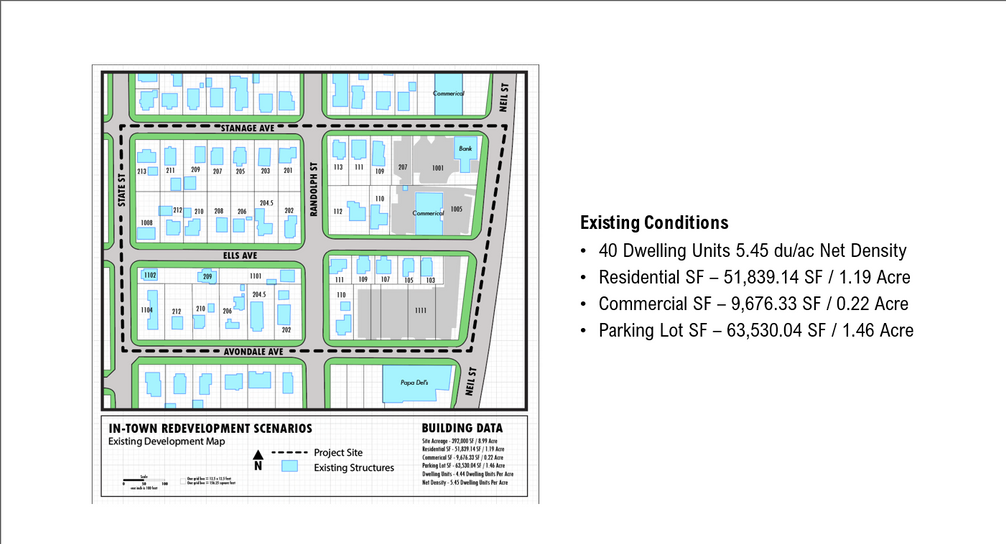 Commerical
NEIL ST
STANAGE AVE
Bank
213
211
209
207
205
203
201
113
111
109
207
1001
STATE ST
RANDOLPH ST
212
210
208
206
204.5
202
1008
112
110
Commerical
1005
ELLS AVE
1102
209
1101
111
109
107
105
103
1104
212
210
206
204.5
202
110
1111
AVONDALE AVE
NEIL ST
Papa Del's
IN-TOWN REDEVELOPMENT SCENARIOS
Existing Development Map
N
Project Site
Existing Structures
BUILDING DATA
Site Acreage - 392,000 SF / 8.99 Acre
Residential SF - 51,839.14 SF / 1.19 Acre
Commercial SF - 9,676.33 SF / 0.22 Acre
Parking Lot SF - 63,530.04 SF / 1.46 Acre
Dwelling Units - 4.44 Dwelling Units Per Acre
Net Density - 5.45 Dwelling Units Per Acre
Existing Conditions
• 40 Dwelling Units 5.45 du/ac Net Density
• Residential SF – 51,839.14 SF / 1.19 Acre
• Commercial SF – 9,676.33 SF / 0.22 Acre
• Parking Lot SF – 63,530.04 SF / 1.46 Acre